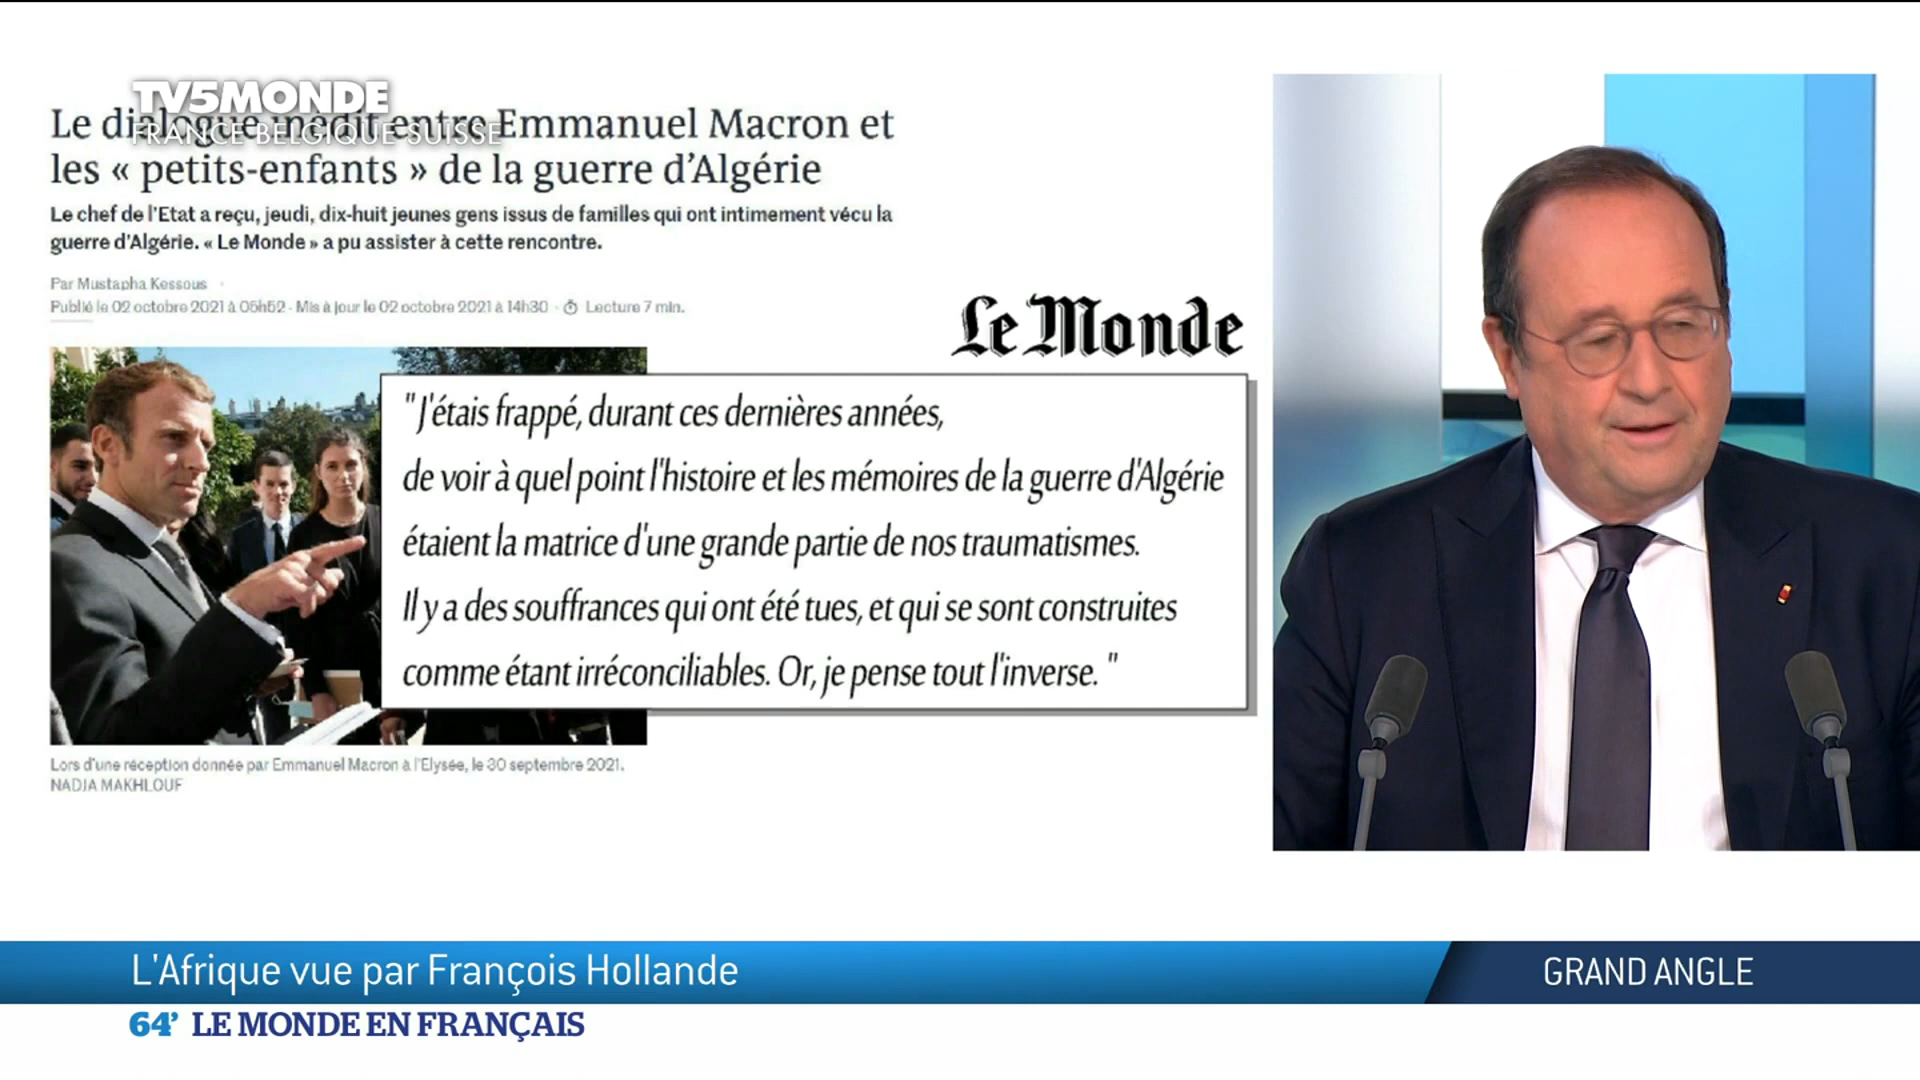 TV5MONDE
FRANCE BELGIQUE SUISSE
Le dialogue inédit entre Emmanuel Macron et
les « petits-enfants » de la guerre d’Algérie
Le chef de l'Etat a reçu, jeudi, dix-huit jeunes gens issus de familles qui ont intimement vécu la
guerre d’Algérie. « Le Monde » a pu assister à cette rencontre.
Par Mustapha Kessous
Publié le 02 octobre 2021 à 05h52 - Mis à jour le 02 octobre 2021 à 14h30 · Lecture 7 min.
Le Monde
"J'étais frappé, durant ces dernières années,
de voir à quel point l'histoire et les mémoires de la guerre d'Algérie
étaient la matrice d'une grande partie de nos traumatismes.
Il y a des souffrances qui ont été tues, et qui se sont construites
comme étant irréconciliables. Or, je pense tout l'inverse. "
Lors d'une réception donnée par Emmanuel Macron à l'Elysée, le 30 septembre 2021.
NADJA MAKHLOUF
L'Afrique vue par François Hollande
GRAND ANGLE
64' LE MONDE EN FRANÇAIS